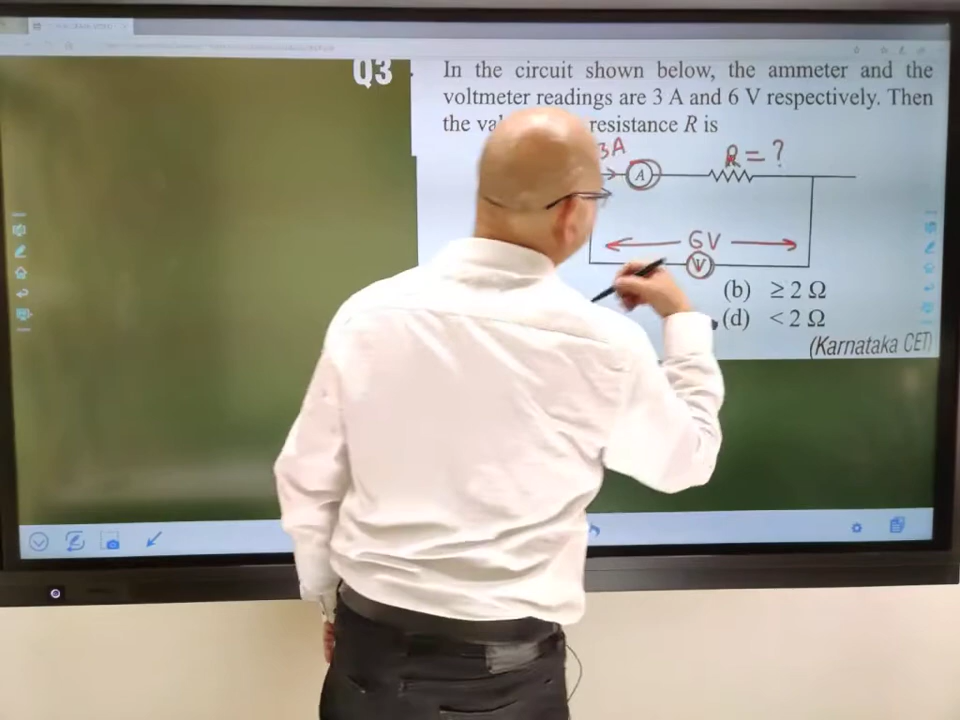 Q3
In the circuit shown below, the ammeter and the
voltmeter readings are 3 A and 6 V respectively. Then
the resistance R is
3A
A
R = ?
6V
V
(b) ≥ 2 Ω
(d) < 2 Ω
(Karnataka CET)